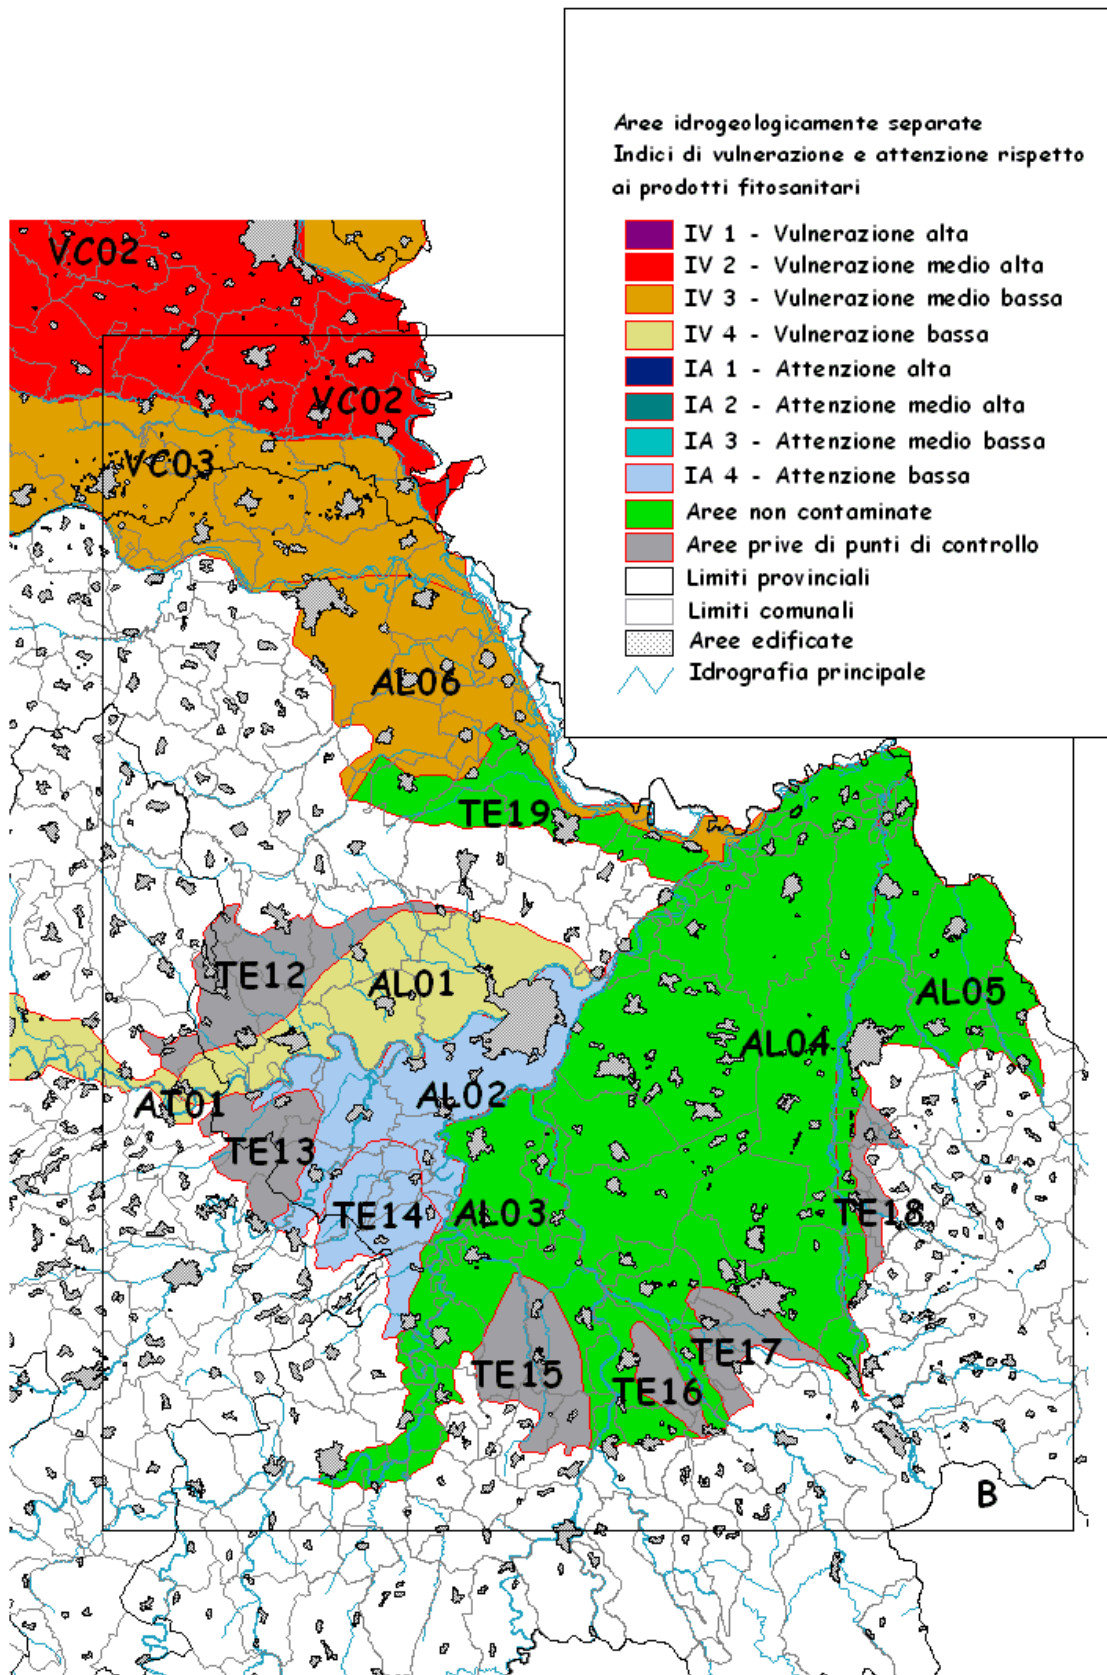 Aree idrogeologicamente separate
Indici di vulnerazione e attenzione rispetto
ai prodotti fitosanitari
IV 1 - Vulnerazione alta
IV 2 - Vulnerazione medio alta
IV 3 - Vulnerazione medio bassa
IV 4 - Vulnerazione bassa
IA 1 - Attenzione alta
IA 2 - Attenzione medio alta
IA 3 - Attenzione medio bassa
IA 4 - Attenzione bassa
Aree non contaminate
Aree prive di punti di controllo
Limiti provinciali
Limiti comunali
Aree edificate
Idrografia principale
VC02
VC02
VC03
AL06
TE19
TE12
AL01
AL05
AL04
AL02
AT01
TE13
TE14
AL03
TE18
TE17
TE15
TE16
B